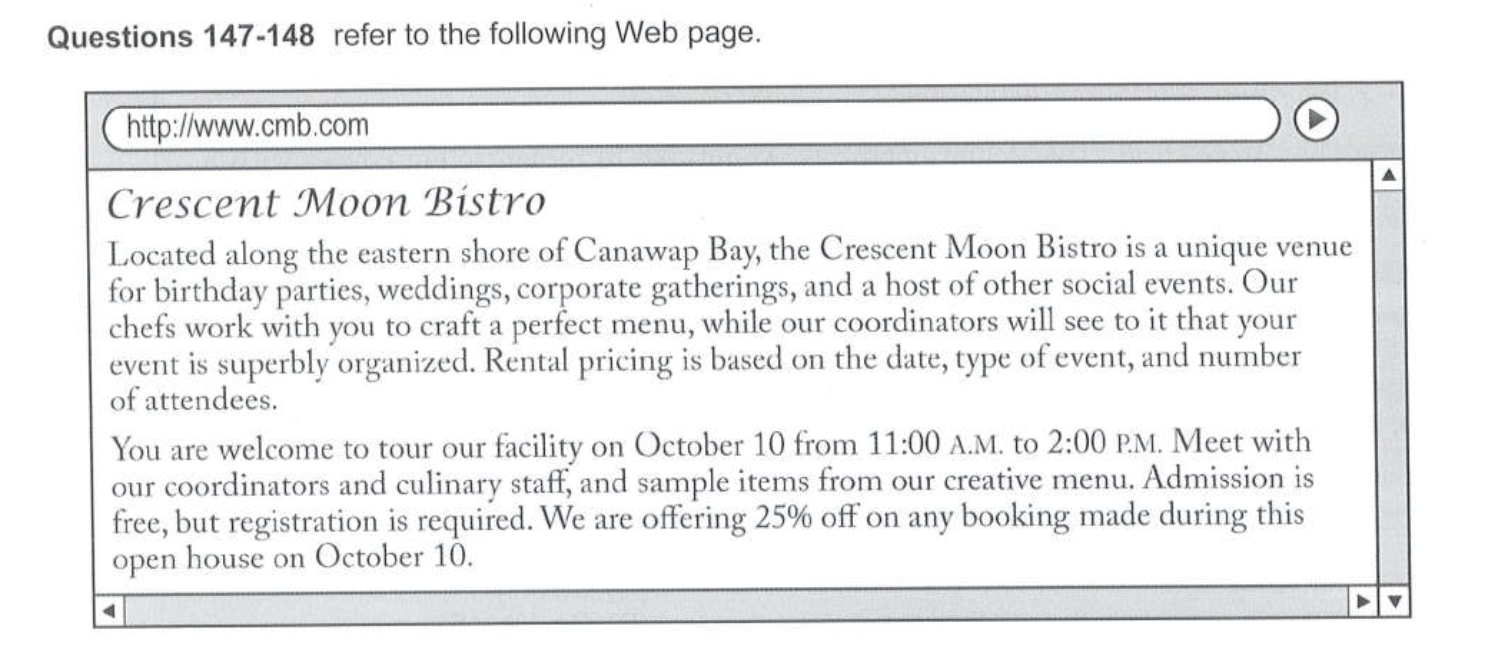 Questions 147-148 refer to the following Web page.
http://www.cmb.com
Crescent Moon Bistro
Located along the eastern shore of Canawap Bay, the Crescent Moon Bistro is a unique venue
for birthday parties, weddings, corporate gatherings, and a host of other social events. Our
chefs work with you to craft a perfect menu, while our coordinators will see to it that your
event is superbly organized. Rental pricing is based on the date, type of event, and number
of attendees.
You are welcome to tour our facility on October 10 from 11:00 A.M. to 2:00 P.M. Meet with
our coordinators and culinary staff, and sample items from our creative menu. Admission is
free, but registration is required. We are offering 25% off on any booking made during this
open house on October 10.